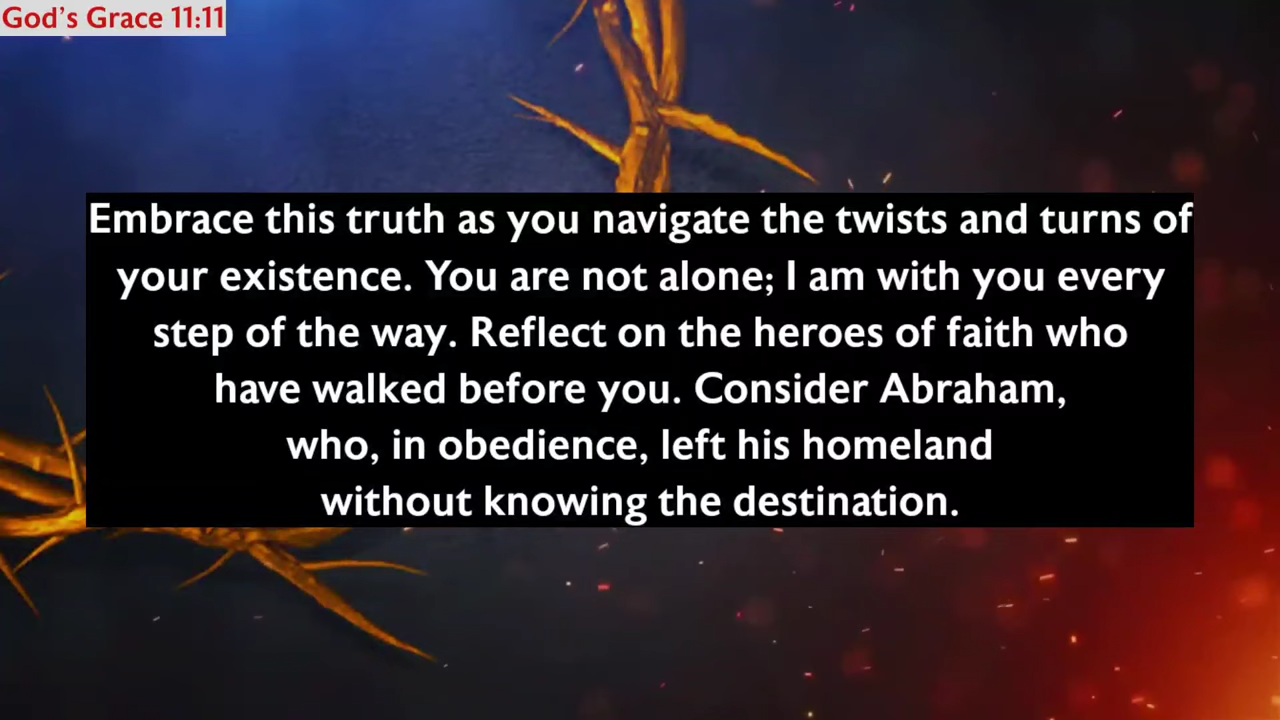 God’s Grace 11:11
Embrace this truth as you navigate the twists and turns of
your existence. You are not alone; I am with you every
step of the way. Reflect on the heroes of faith who
have walked before you. Consider Abraham,
who, in obedience, left his homeland
without knowing the destination.